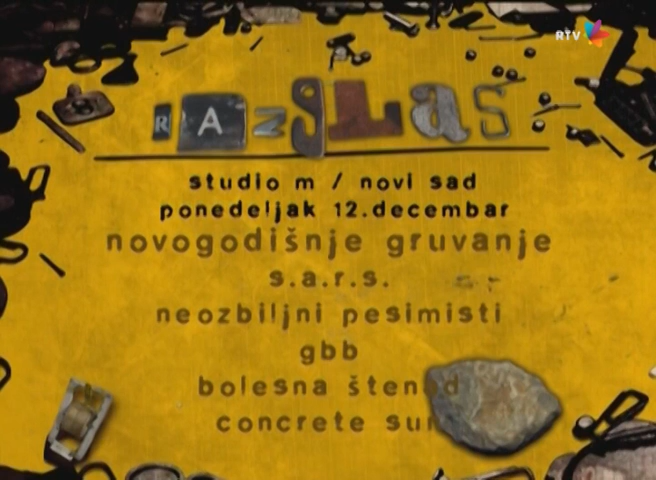 RTV
RAzgLaS
studio m / novi sad
ponedeljak 12.decembar
novogodišnje gruvanje
s.a.r.s.
neozbiljni pesimisti
gbb
bolesna
concrete